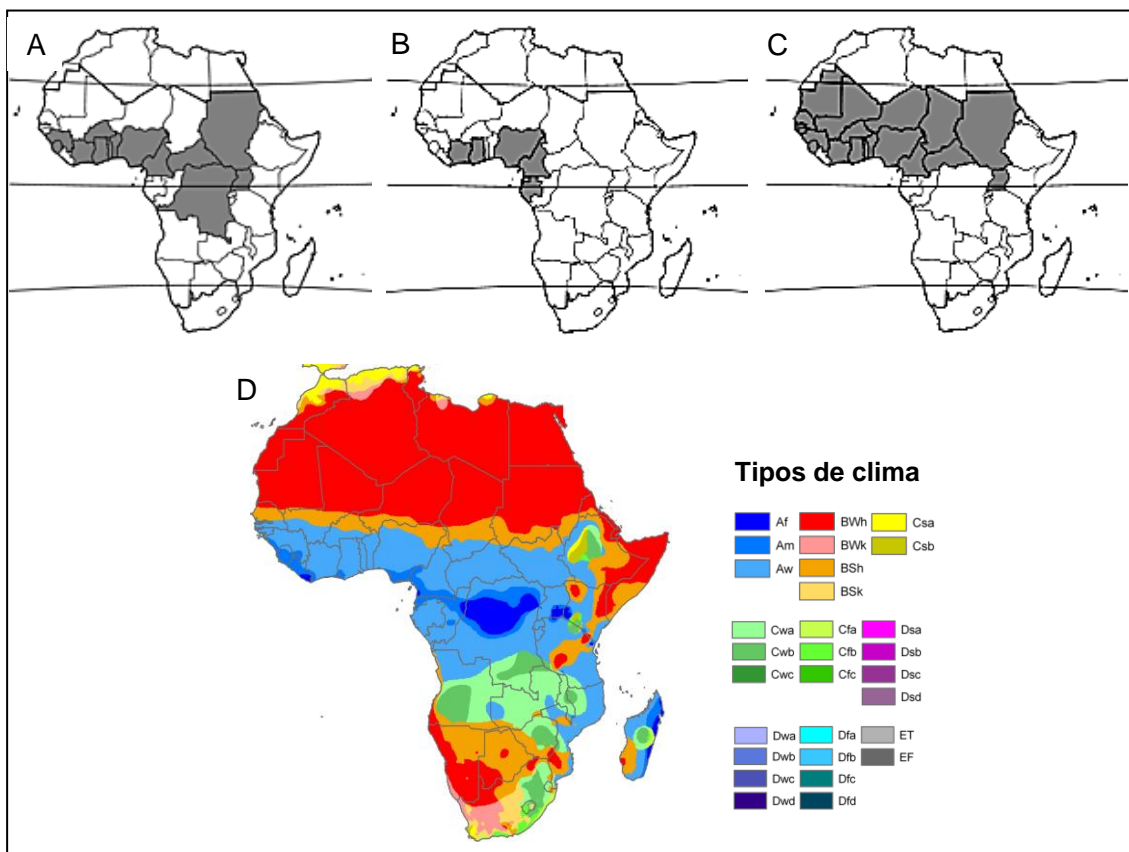 A
B
C
D
Tipos de clima
Af BWh Csa
Am BWk Csb
Aw BSh
BSk
Cwa Cfa Dsa
Cwb Cfb Dsb
Cwc Cfc Dsc
Dsd
Dwa Dfa ET
Dwb Dfb EF
Dwc Dfc
Dwd Dfd